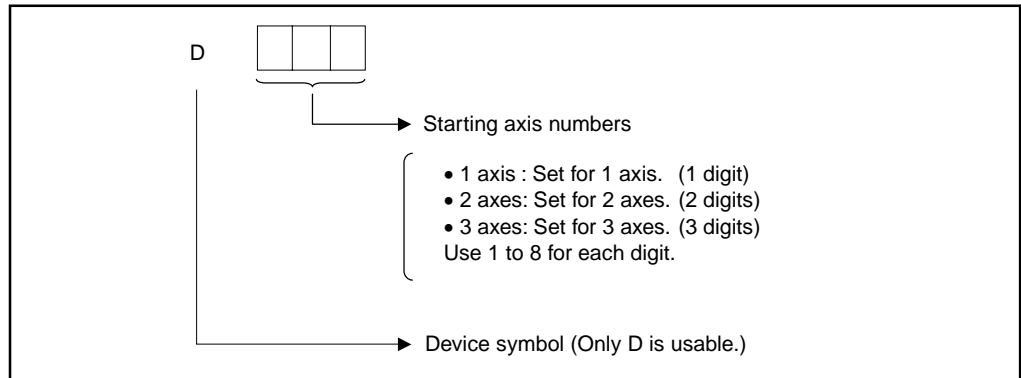 D
Starting axis numbers
• 1 axis : Set for 1 axis. (1 digit)
• 2 axes: Set for 2 axes. (2 digits)
• 3 axes: Set for 3 axes. (3 digits)
Use 1 to 8 for each digit.
Device symbol (Only D is usable.)